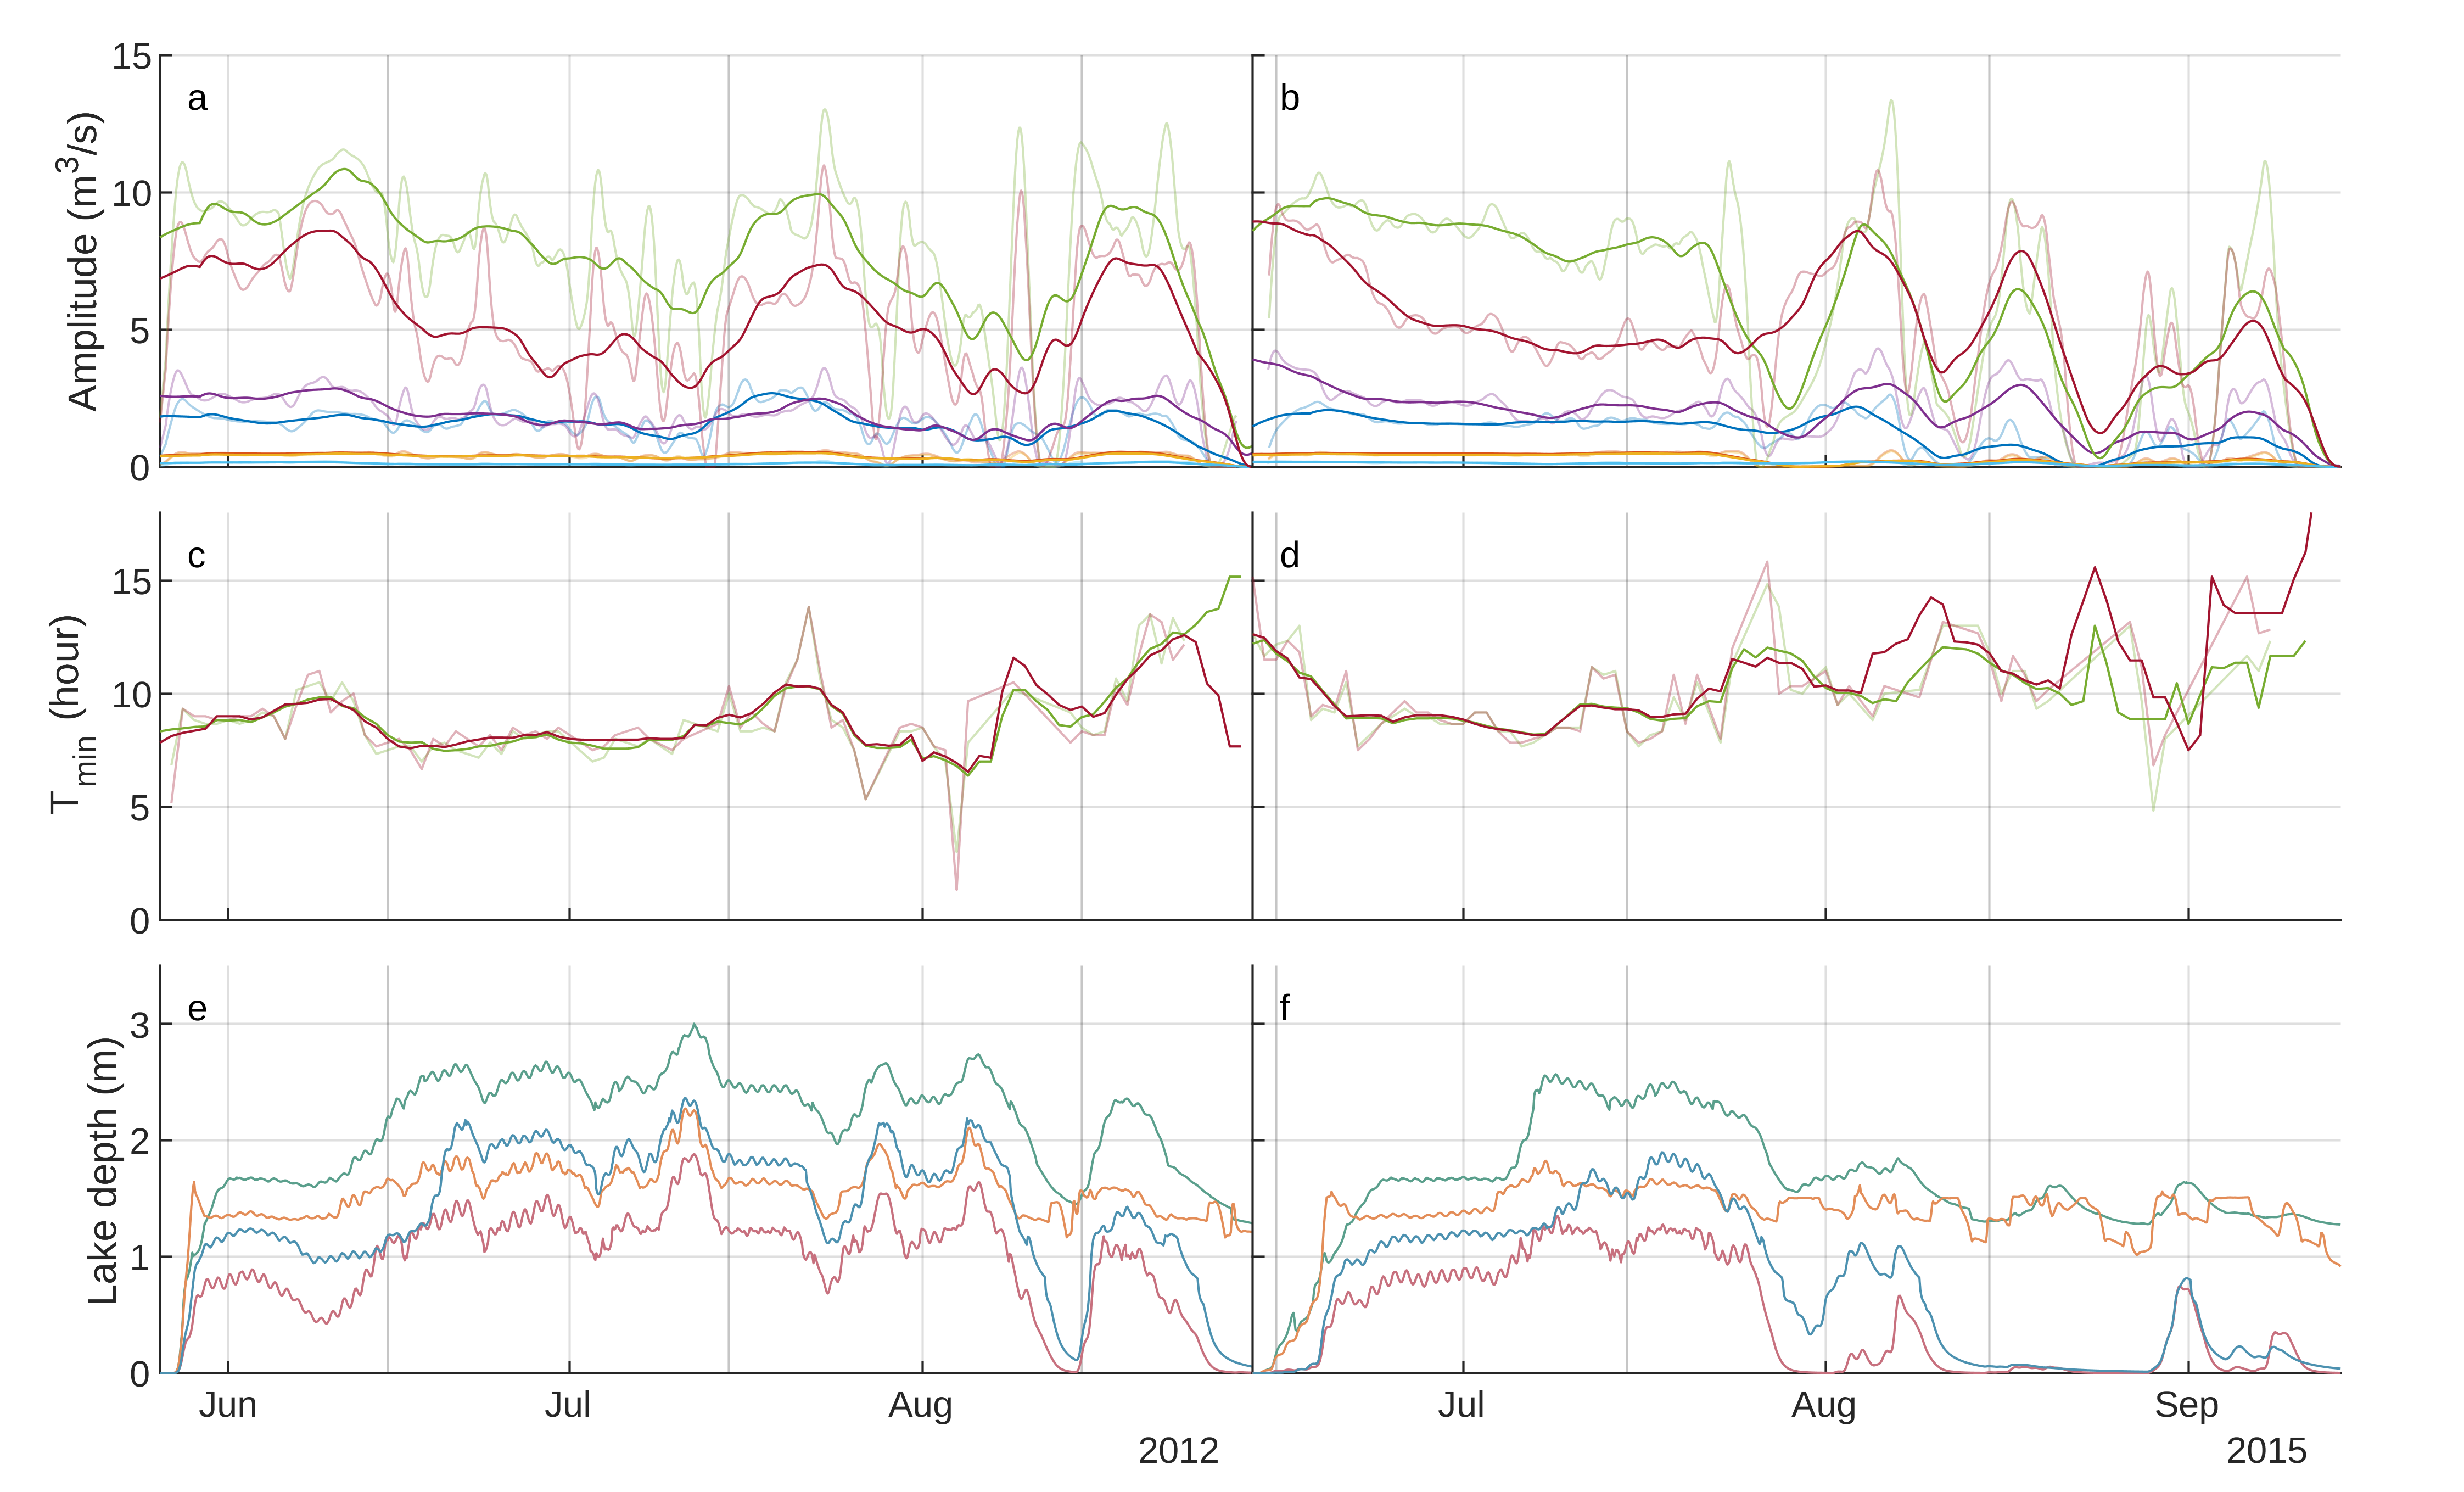 15
10
5
0
Amplitude (m³/s)
a
b
15
10
5
0
Tmin (hour)
c
d
3
2
1
0
Lake depth (m)
e
f
Jun Jul Aug Jul Aug Sep
2012 2015